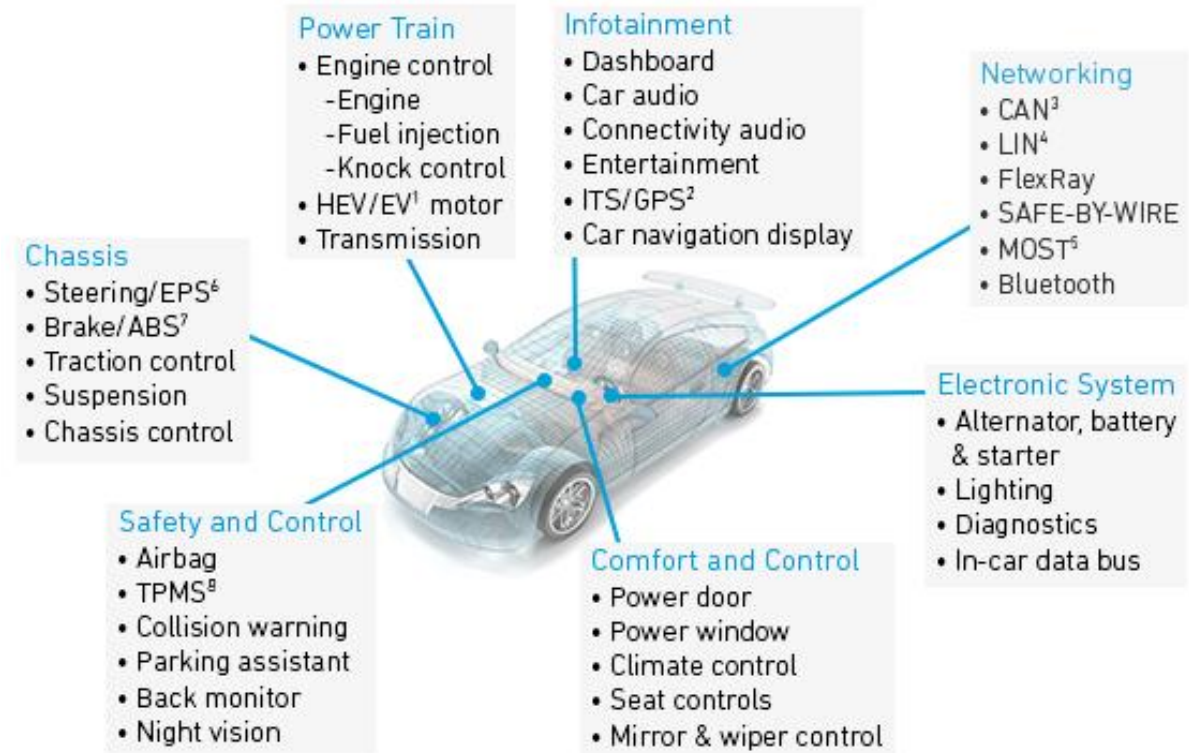 Power Train
• Engine control
-Engine
-Fuel injection
-Knock control
• HEV/EV¹ motor
• Transmission
Infotainment
• Dashboard
• Car audio
• Connectivity audio
• Entertainment
• ITS/GPS²
• Car navigation display
Networking
• CAN³
• LIN⁴
• FlexRay
• SAFE-BY-WIRE
• MOST⁵
• Bluetooth
Chassis
• Steering/EPS⁶
• Brake/ABS⁷
• Traction control
• Suspension
• Chassis control
Electronic System
• Alternator, battery
& starter
• Lighting
• Diagnostics
• In-car data bus
Safety and Control
• Airbag
• TPMS⁸
• Collision warning
• Parking assistant
• Back monitor
• Night vision
Comfort and Control
• Power door
• Power window
• Climate control
• Seat controls
• Mirror & wiper control